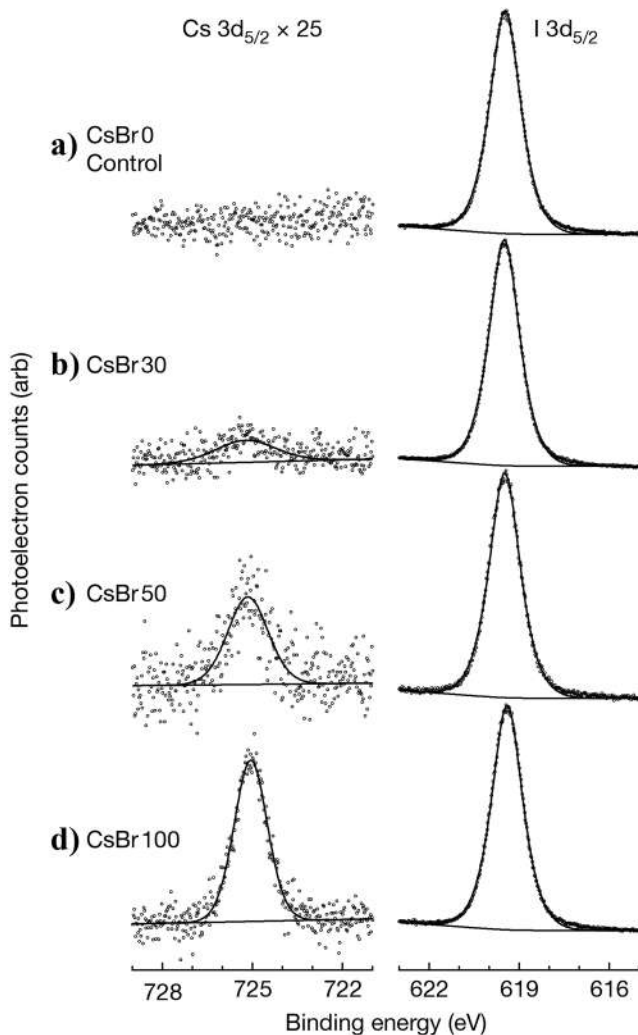 Cs 3d5/2 × 25
I 3d5/2
a) CsBr0
Control
b) CsBr30
c) CsBr50
d) CsBr100
Photoelectron counts (arb)
728 725 722 622 619 616
Binding energy (eV)